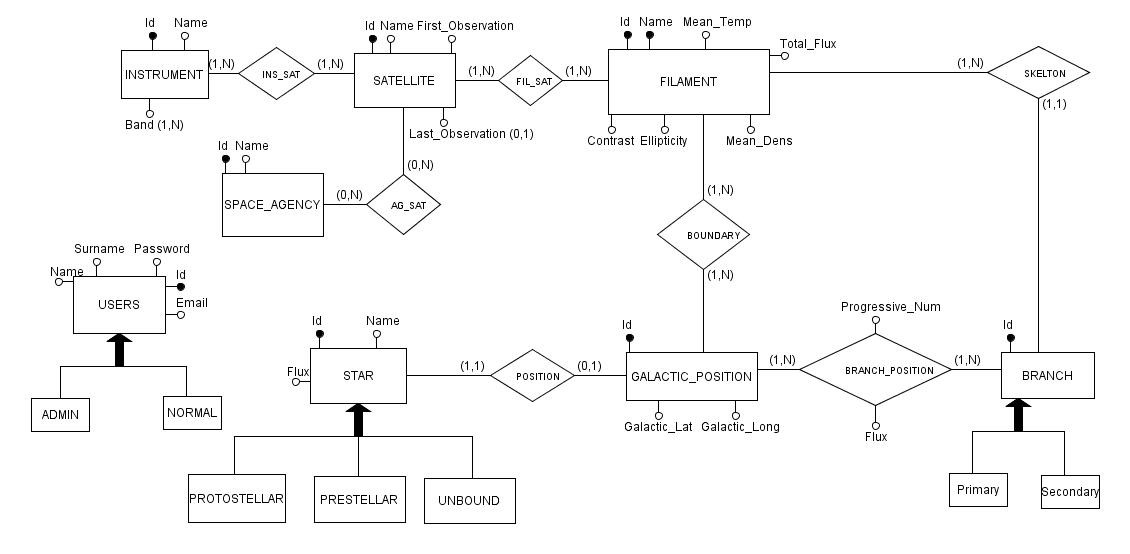 Id Name
Id Name First_Observation
Id Name Mean_Temp
Total_Flux
INSTRUMENT (1,N) INS_SAT (1,N) SATELLITE (1,N) FIL_SAT (1,N) FILAMENT (1,N) SKELTON
(1,1)
Band (1,N)
Last_Observation (0,1)
Contrast Ellipticity Mean_Dens
Id Name
(0,N)
SPACE_AGENCY (0,N) AG_SAT
(1,N)
BOUNDARY
(1,N)
Surname Password
Name Id
USERS Email
ADMIN NORMAL
Id Name
Flux STAR (1,1) POSITION (0,1)
Id
GALACTIC_POSITION (1,N)
Galactic_Lat Galactic_Long
Progressive_Num
BRANCH_POSITION (1,N)
Flux
Id
BRANCH
PROTOSTELLAR PRESTELLAR UNBOUND
Primary Secondary